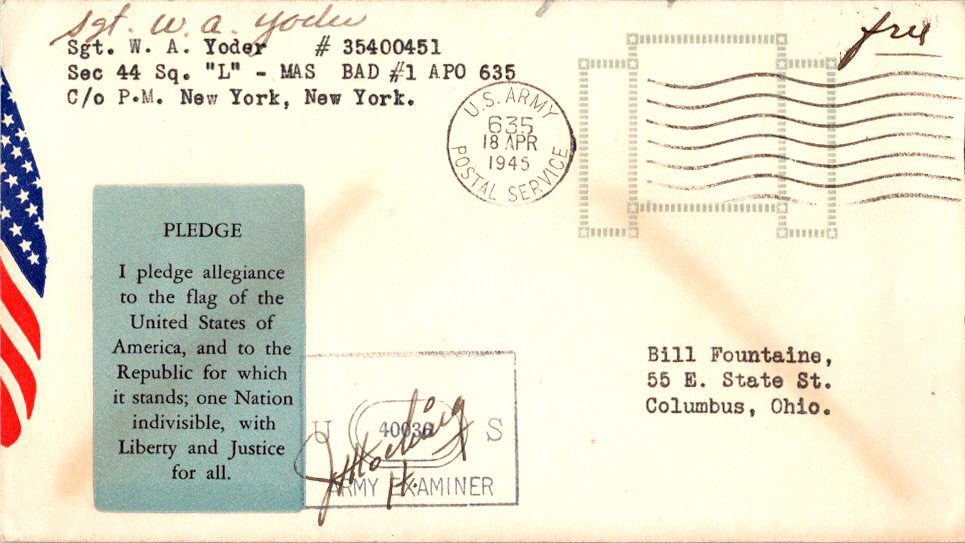 Sgt. W. A. Yoder
free
Sgt. W. A. Yoder # 35400451
Sec 44 Sq. "L" - MAS BAD #1 APO 635
C/o P.M. New York, New York.
U.S. ARMY
635
18 APR
1945
POSTAL SERVICE
PLEDGE
I pledge allegiance
to the flag of the
United States of
America, and to the
Republic for which
it stands; one Nation
indivisible, with
Liberty and Justice
for all.
Bill Fountaine,
55 E. State St.
Columbus, Ohio.
U 40036 S
ARMY EXAMINER